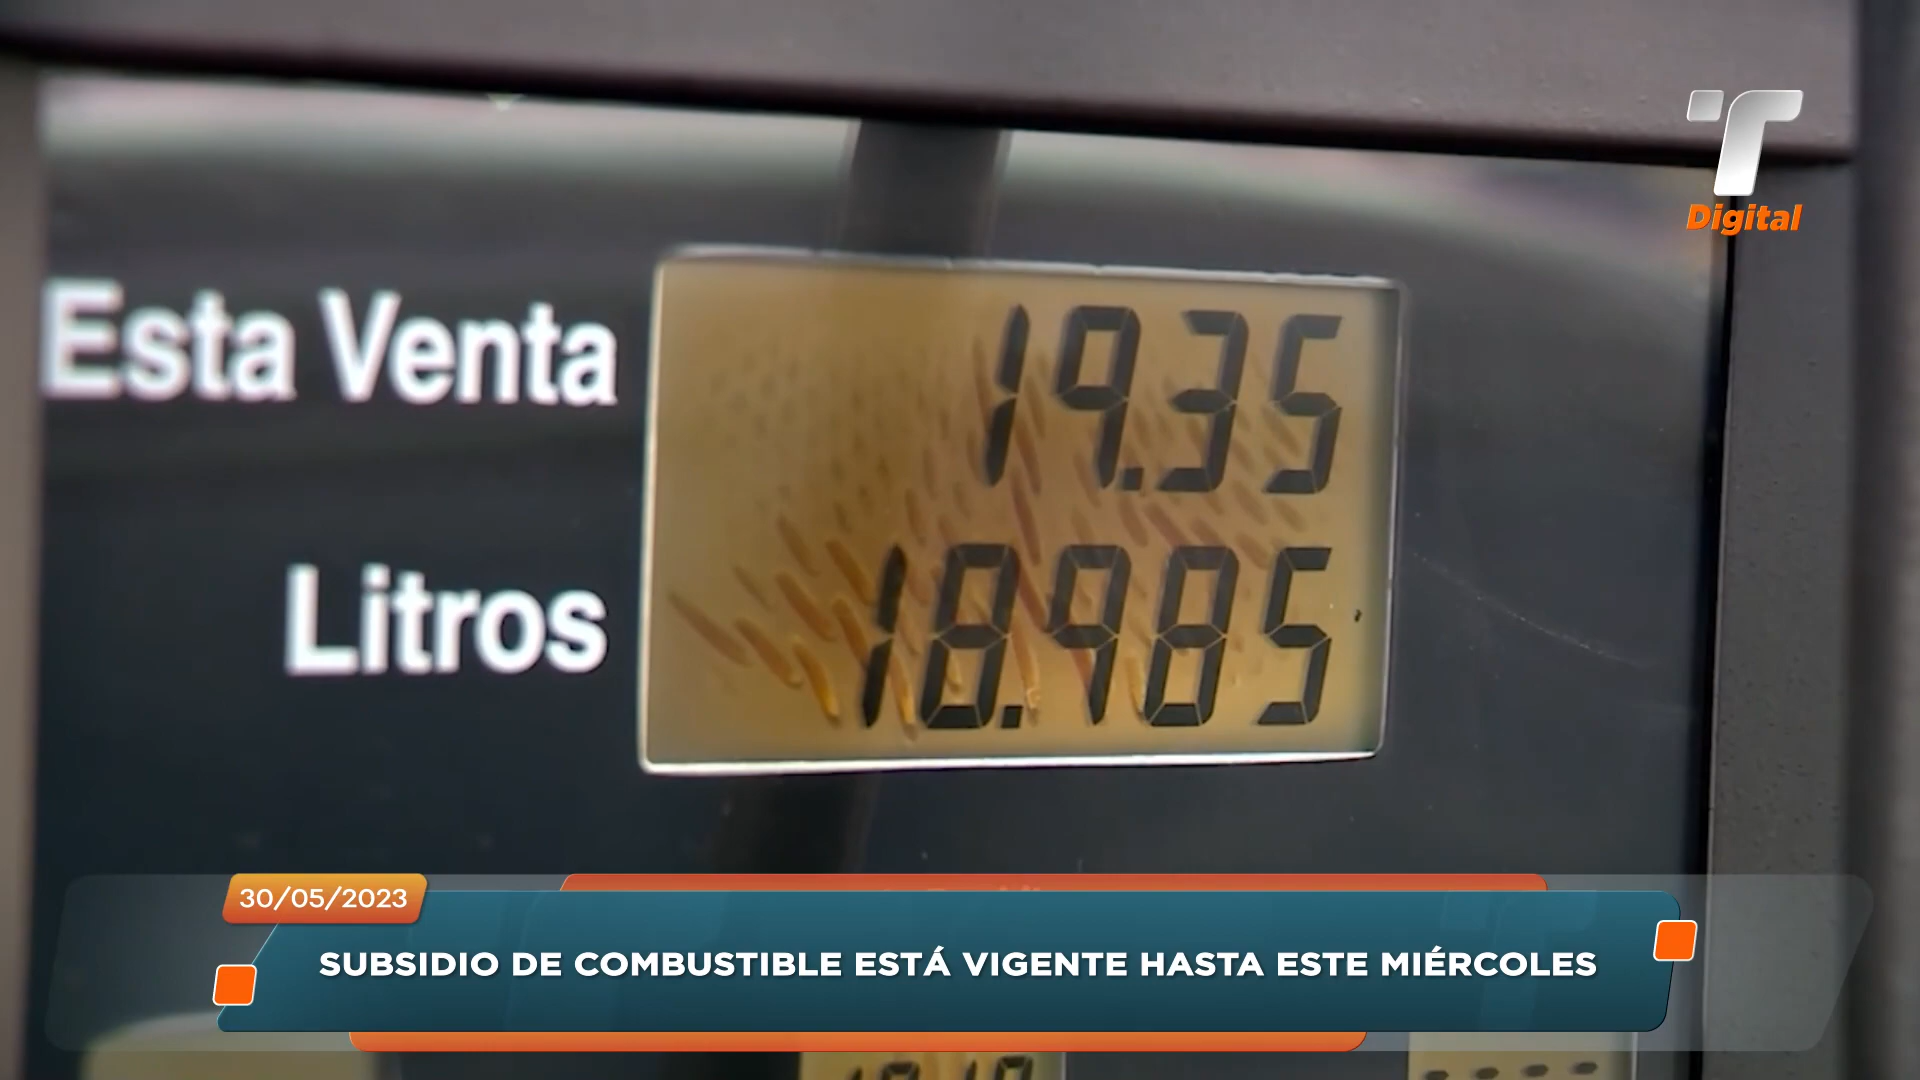 Digital
Esta Venta
19.35
Litros
18.985
30/05/2023
SUBSIDIO DE COMBUSTIBLE ESTÁ VIGENTE HASTA ESTE MIÉRCOLES